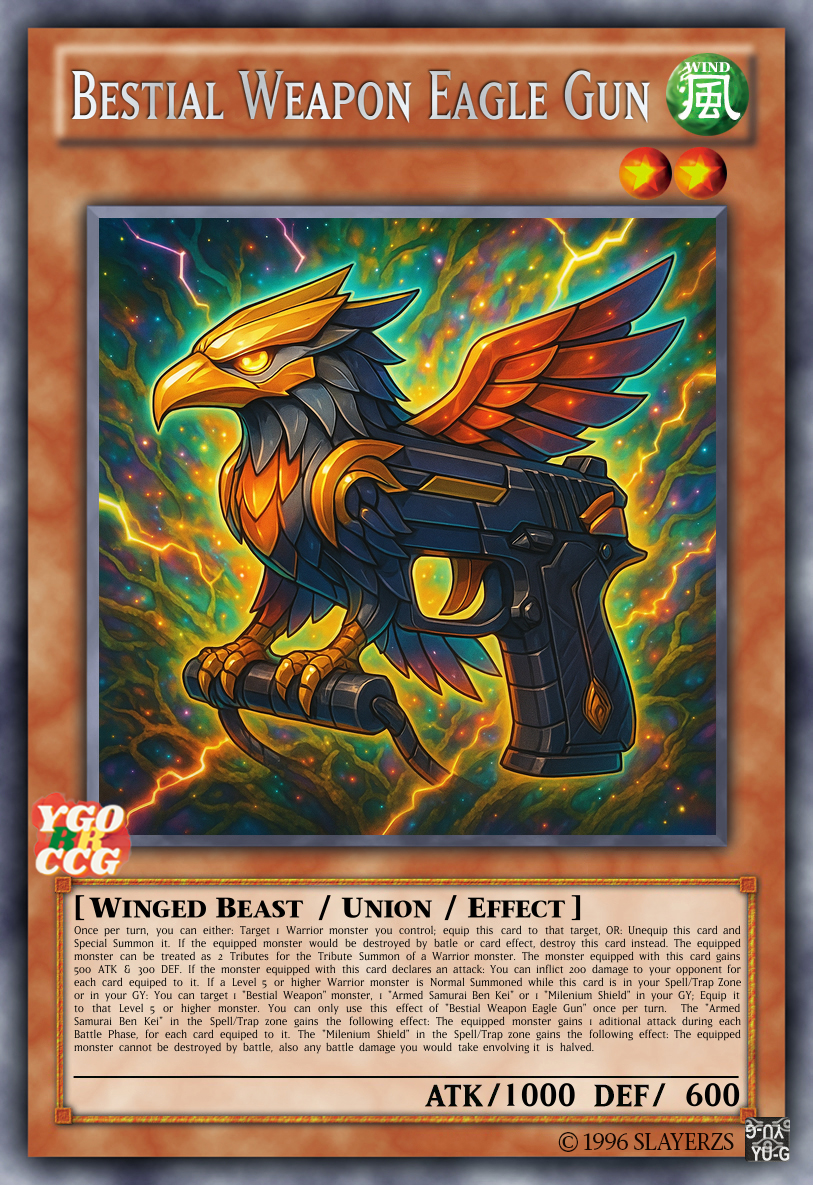 Bestial Weapon Eagle Gun
WIND
風
YGO
BR
CCG
[ Winged Beast / Union / Effect ]
Once per turn, you can either: Target 1 Warrior monster you control; equip this card to that target, OR: Unequip this card and
Special Summon it. If the equipped monster would be destroyed by batle or card effect, destroy this card instead. The equipped
monster can be treated as 2 Tributes for the Tribute Summon of a Warrior monster. The monster equipped with this card gains
500 ATK & 300 DEF. If the monster equipped with this card declares an attack: You can inflict 200 damage to your opponent for
each card equiped to it. If a Level 5 or higher Warrior monster is Normal Summoned while this card is in your Spell/Trap Zone
or in your GY: You can target 1 "Bestial Weapon" monster, 1 "Armed Samurai Ben Kei" or 1 "Milenium Shield" in your GY; Equip it
to that Level 5 or higher monster. You can only use this effect of "Bestial Weapon Eagle Gun" once per turn. The "Armed
Samurai Ben Kei" in the Spell/Trap zone gains the following effect: The equipped monster gains 1 aditional attack during each
Battle Phase, for each card equiped to it. The "Milenium Shield" in the Spell/Trap zone gains the following effect: The equipped
monster cannot be destroyed by battle, also any battle damage you would take envolving it is halved.
ATK/1000 DEF/ 600
© 1996 SLAYERZS
YU-G
YU-G